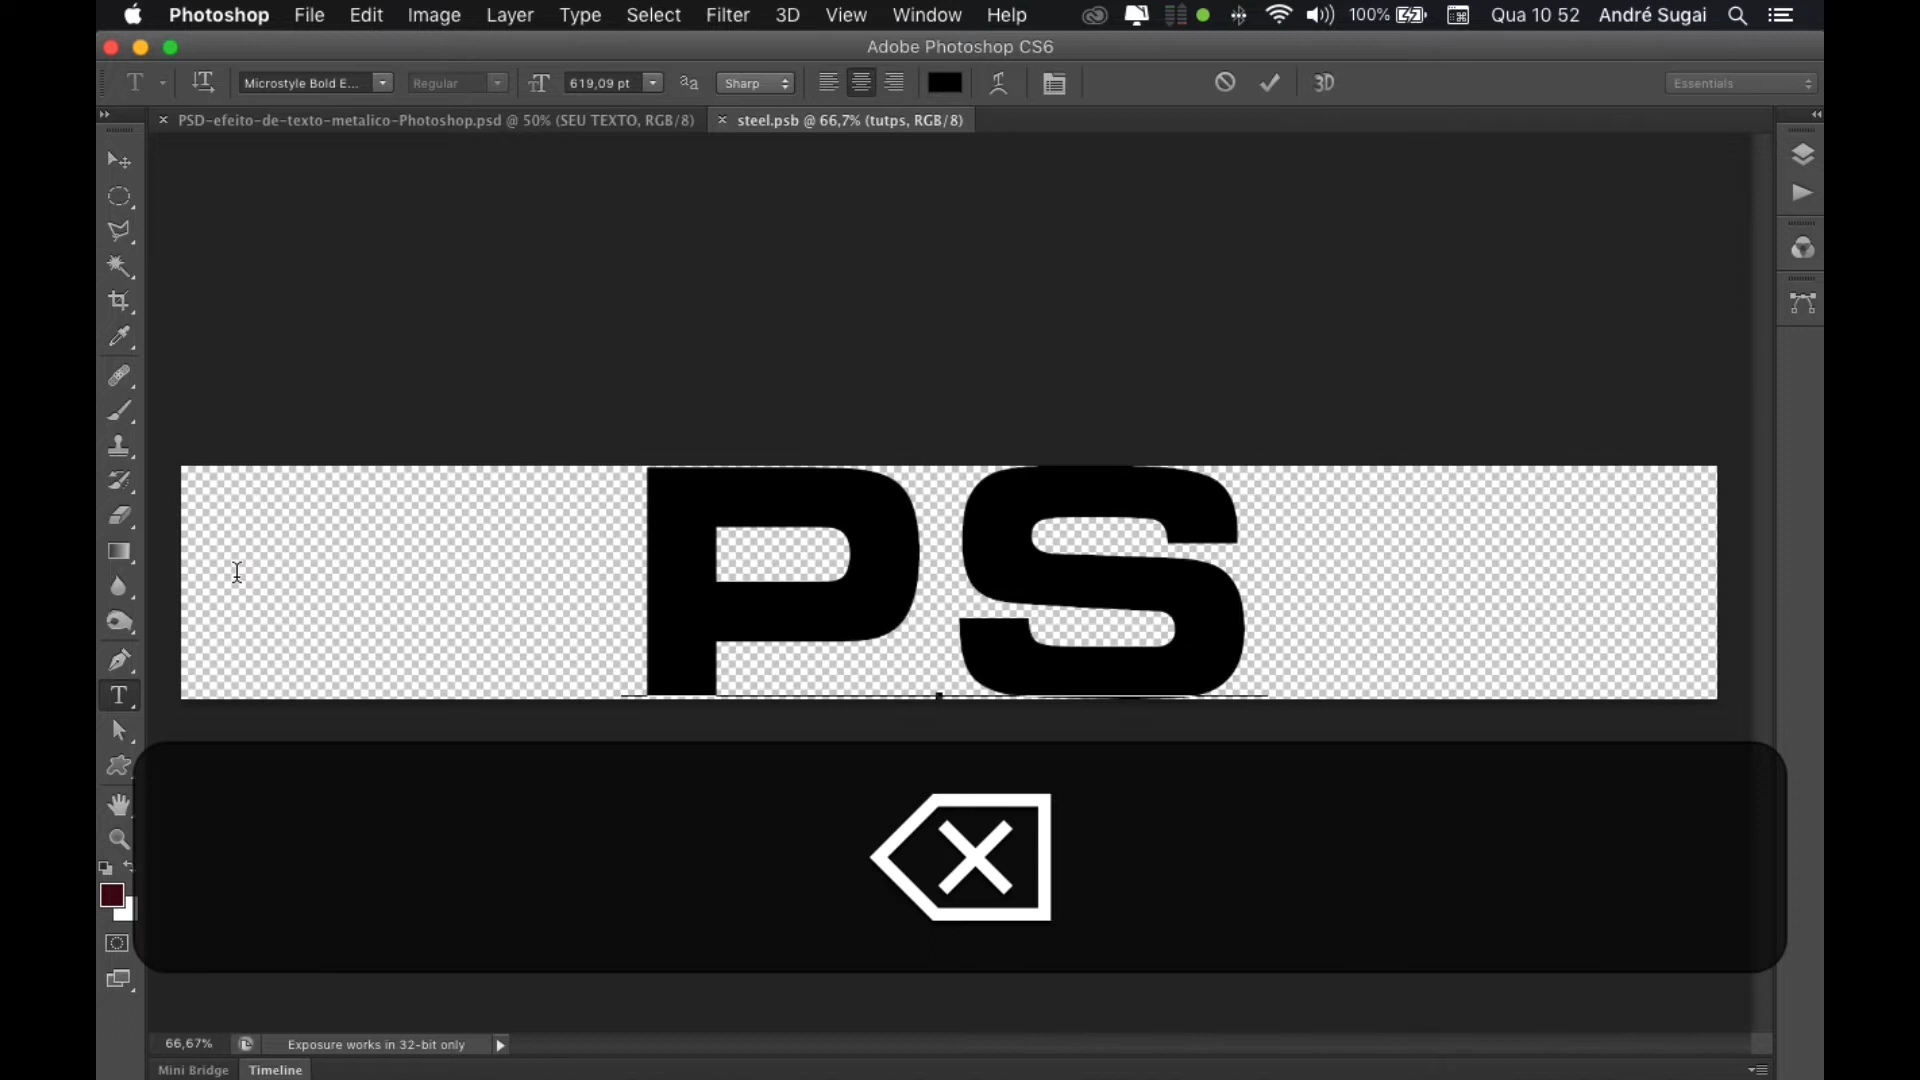 Photoshop File Edit Image Layer Type Select Filter 3D View Window Help 100% Qua 10 52 André Sugai
Adobe Photoshop CS6
T T Microstyle Bold E... Regular T 619,09 pt aa Sharp 3D Essentials
PSD-efeito-de-texto-metalico-Photoshop.psd @ 50% (SEU TEXTO, RGB/8) steel.psb @ 66,7% (tutps, RGB/8)
PS
T
66,67% Exposure works in 32-bit only
Mini Bridge Timeline